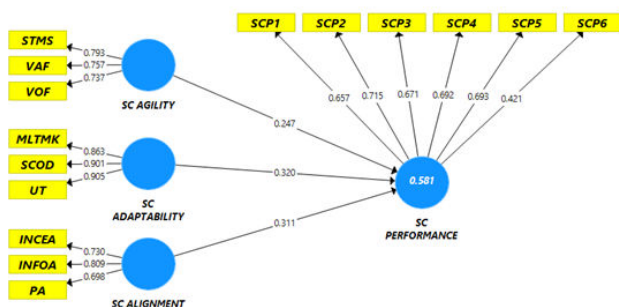 SCP1 SCP2 SCP3 SCP4 SCP5 SCP6
STMS
0.793
VAF
0.757
VOF
0.737
SC AGILITY
0.657
0.715
0.671
0.692
0.693
0.421
0.247
MLTMK
0.863
SCOD
0.901
UT
0.905
SC
ADAPTABILITY
0.320
0.581
SC
PERFORMANCE
0.311
INCEA
0.730
INFOA
0.809
PA
0.698
SC ALIGNMENT